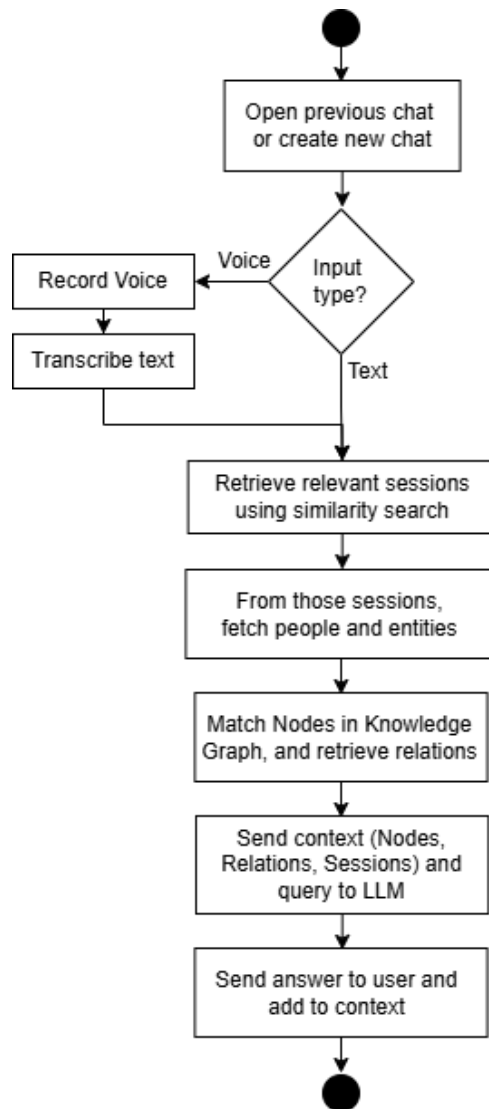 Open previous chat
or create new chat
Input
type?
Voice
Record Voice
Transcribe text
Text
Retrieve relevant sessions
using similarity search
From those sessions,
fetch people and entities
Match Nodes in Knowledge
Graph, and retrieve relations
Send context (Nodes,
Relations, Sessions) and
query to LLM
Send answer to user and
add to context